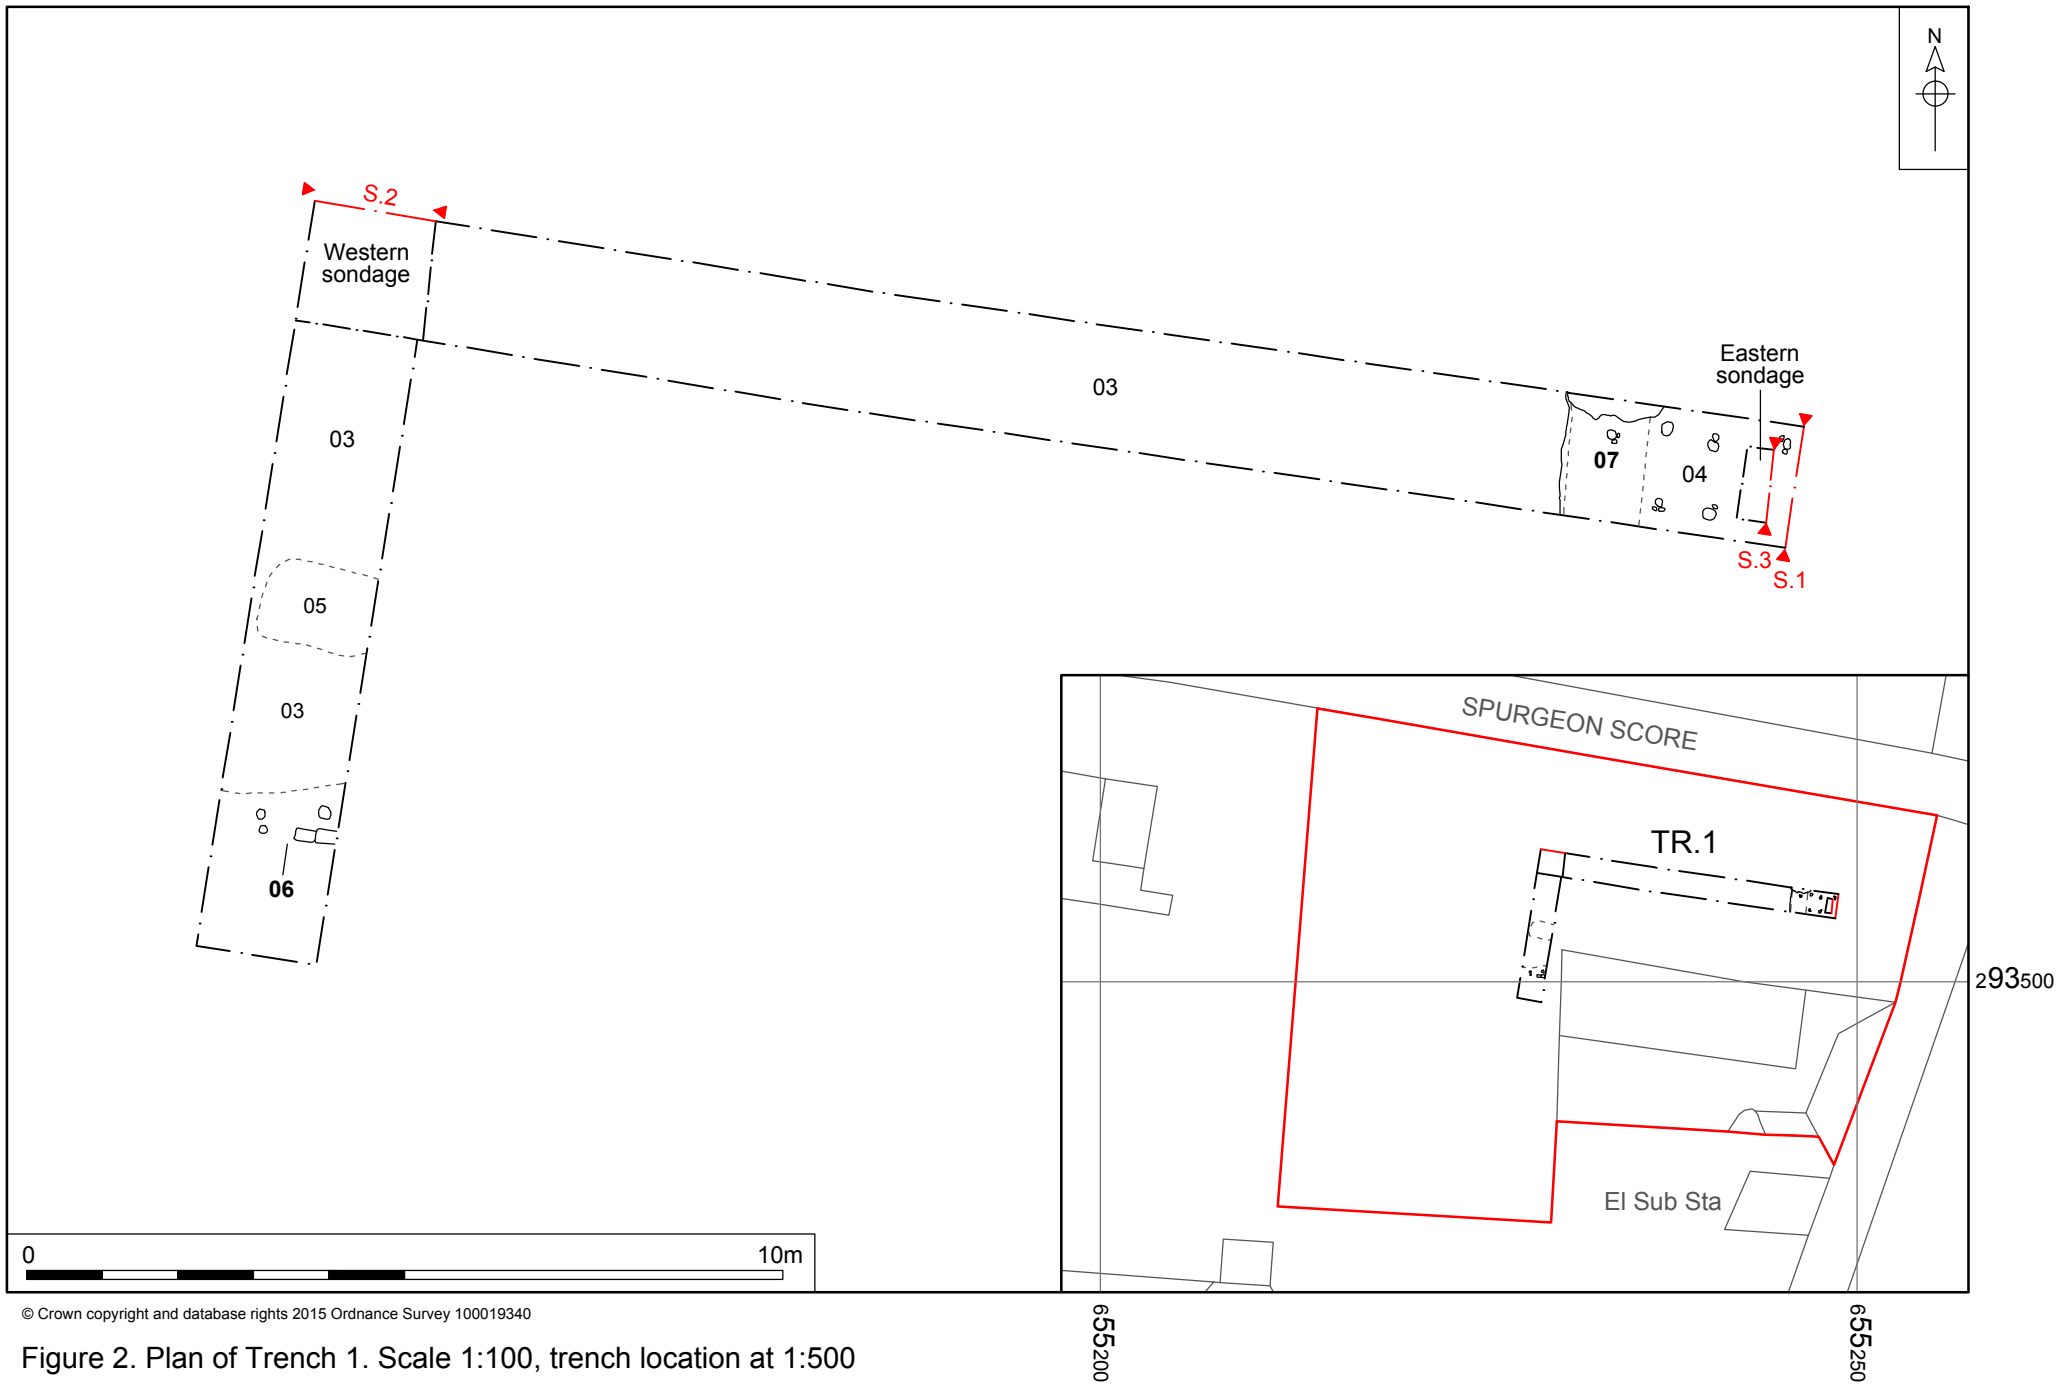 N
S.2
Western
sondage
03
Eastern
sondage
03
07
04
S.3
S.1
05
03
06
SPURGEON SCORE
TR.1
El Sub Sta
293500
0 10m
655200
655250
© Crown copyright and database rights 2015 Ordnance Survey 100019340
Figure 2. Plan of Trench 1. Scale 1:100, trench location at 1:500